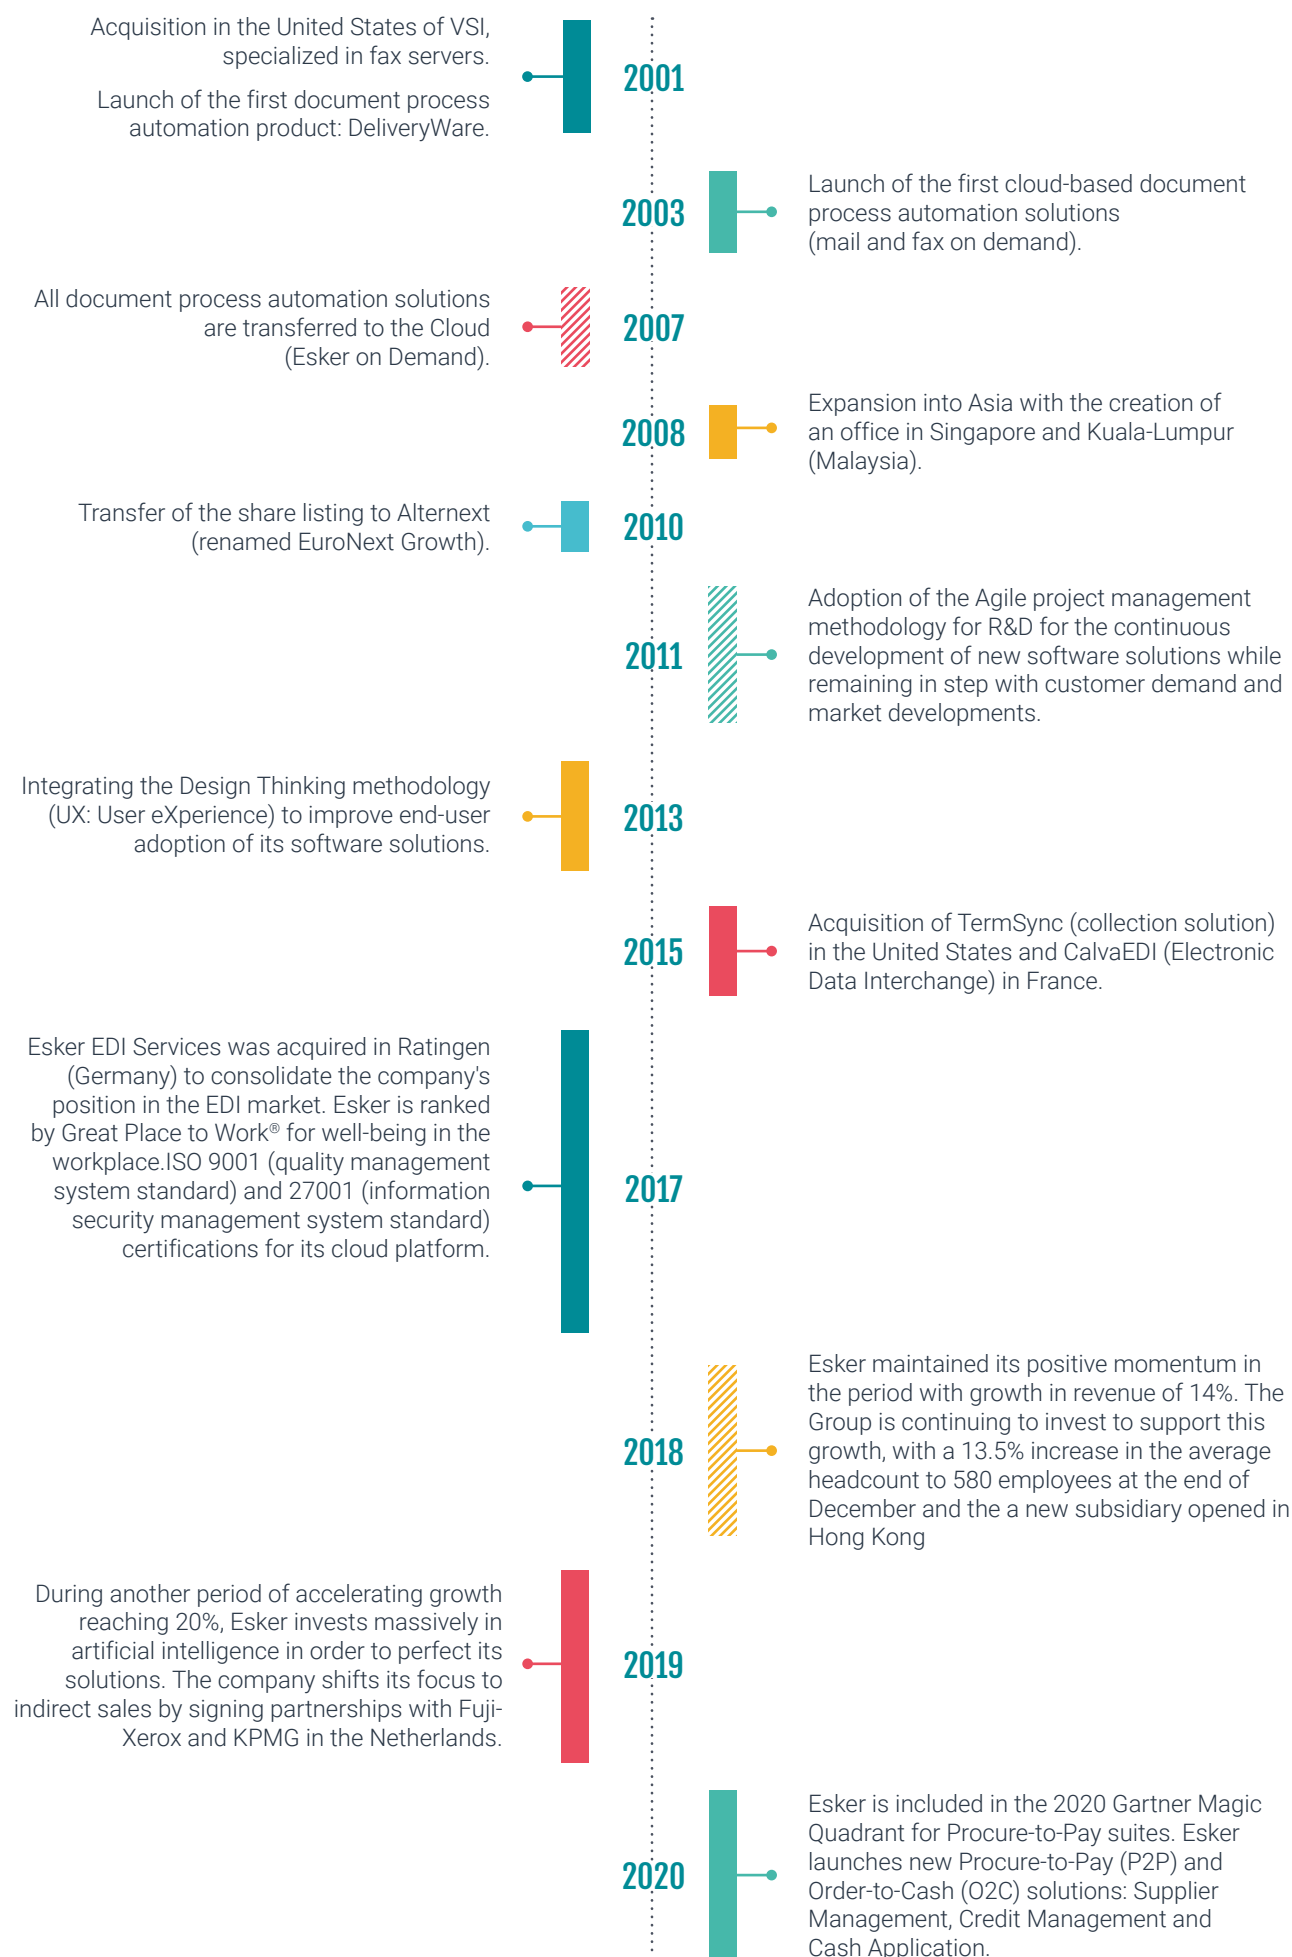 Acquisition in the United States of VSI,
specialized in fax servers.
Launch of the first document process
automation product: DeliveryWare.
2001
2003
Launch of the first cloud-based document
process automation solutions
(mail and fax on demand).
All document process automation solutions
are transferred to the Cloud
(Esker on Demand).
2007
2008
Expansion into Asia with the creation of
an office in Singapore and Kuala-Lumpur
(Malaysia).
Transfer of the share listing to Alternext
(renamed EuroNext Growth).
2010
2011
Adoption of the Agile project management
methodology for R&D for the continuous
development of new software solutions while
remaining in step with customer demand and
market developments.
Integrating the Design Thinking methodology
(UX: User eXperience) to improve end-user
adoption of its software solutions.
2013
2015
Acquisition of TermSync (collection solution)
in the United States and CalvaEDI (Electronic
Data Interchange) in France.
Esker EDI Services was acquired in Ratingen
(Germany) to consolidate the company's
position in the EDI market. Esker is ranked
by Great Place to Work® for well-being in the
workplace.ISO 9001 (quality management
system standard) and 27001 (information
security management system standard)
certifications for its cloud platform.
2017
2018
Esker maintained its positive momentum in
the period with growth in revenue of 14%. The
Group is continuing to invest to support this
growth, with a 13.5% increase in the average
headcount to 580 employees at the end of
December and the a new subsidiary opened in
Hong Kong
During another period of accelerating growth
reaching 20%, Esker invests massively in
artificial intelligence in order to perfect its
solutions. The company shifts its focus to
indirect sales by signing partnerships with Fuji-
Xerox and KPMG in the Netherlands.
2019
2020
Esker is included in the 2020 Gartner Magic
Quadrant for Procure-to-Pay suites. Esker
launches new Procure-to-Pay (P2P) and
Order-to-Cash (O2C) solutions: Supplier
Management, Credit Management and
Cash Application.